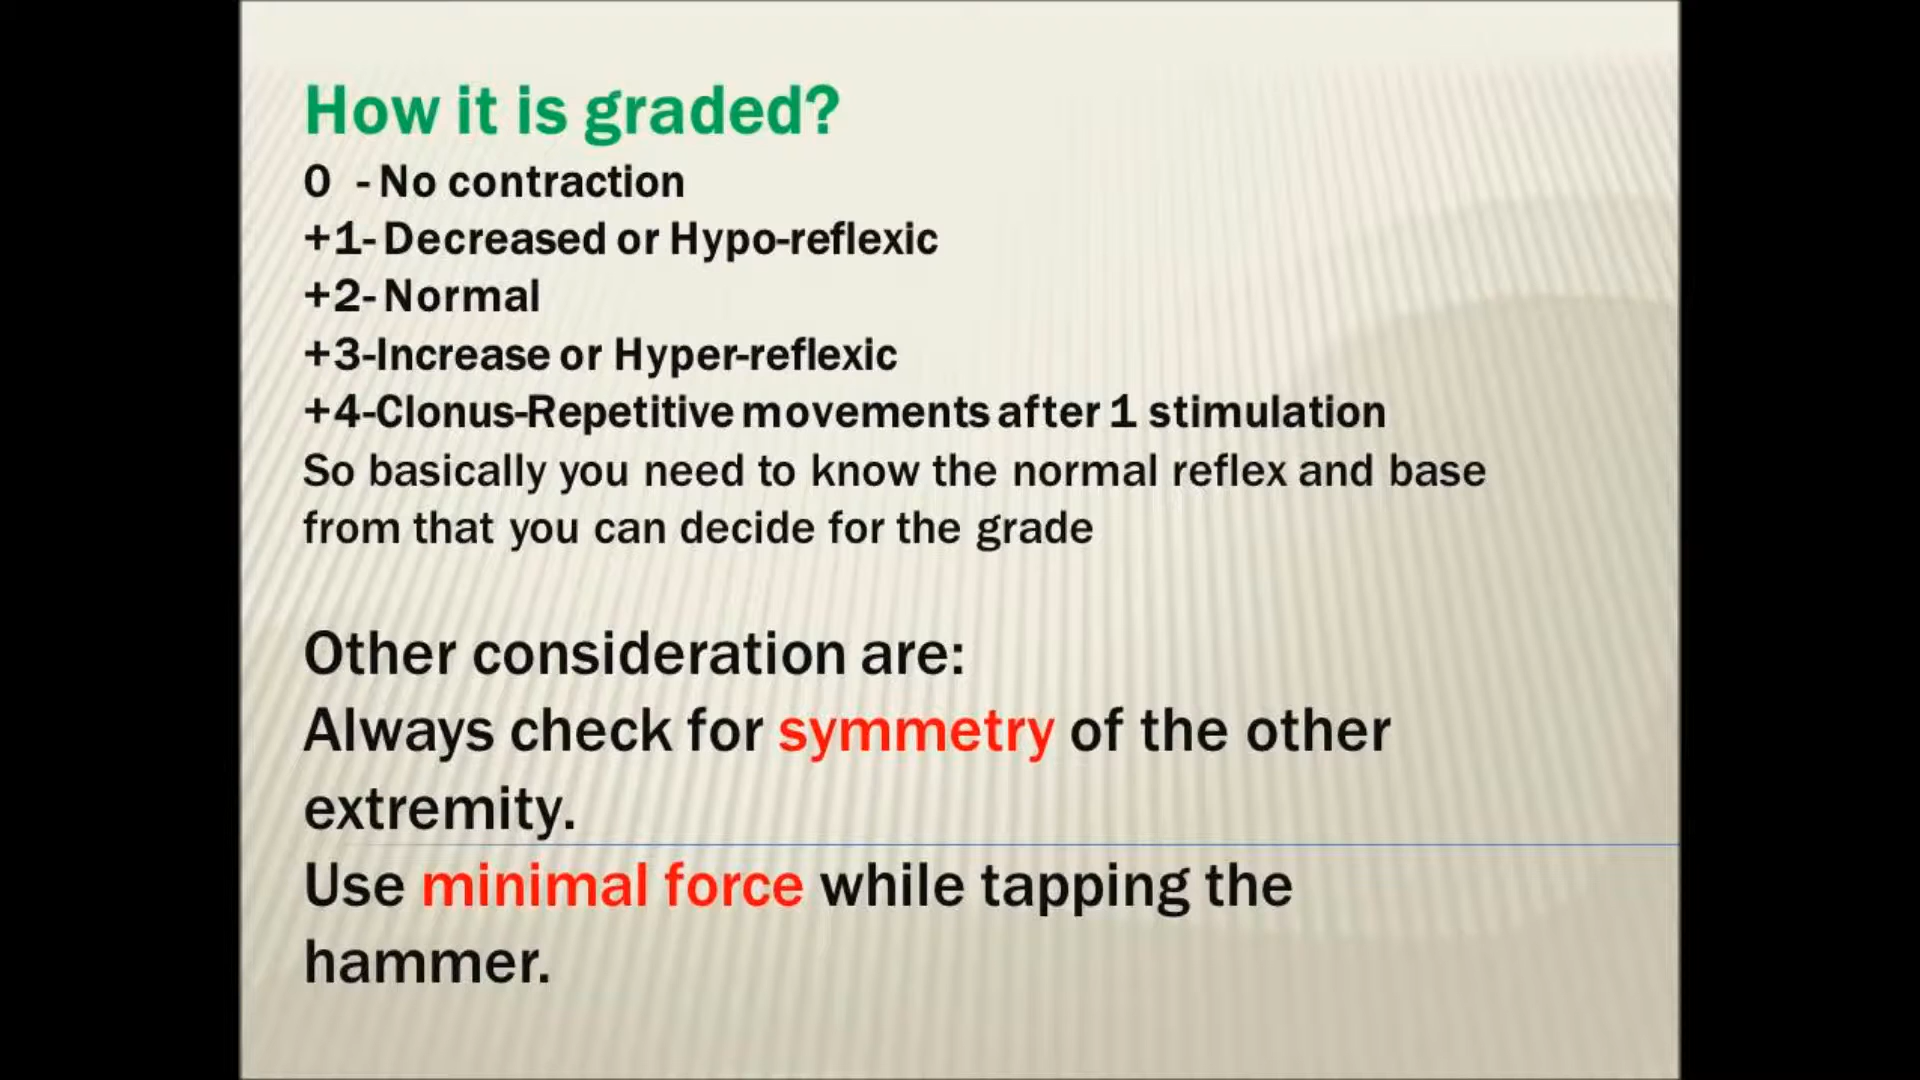 How it is graded?
0 - No contraction
+1- Decreased or Hypo-reflexic
+2- Normal
+3-Increase or Hyper-reflexic
+4-Clonus-Repetitive movements after 1 stimulation
So basically you need to know the normal reflex and base
from that you can decide for the grade
Other consideration are:
Always check for symmetry of the other
extremity.
Use minimal force while tapping the
hammer.